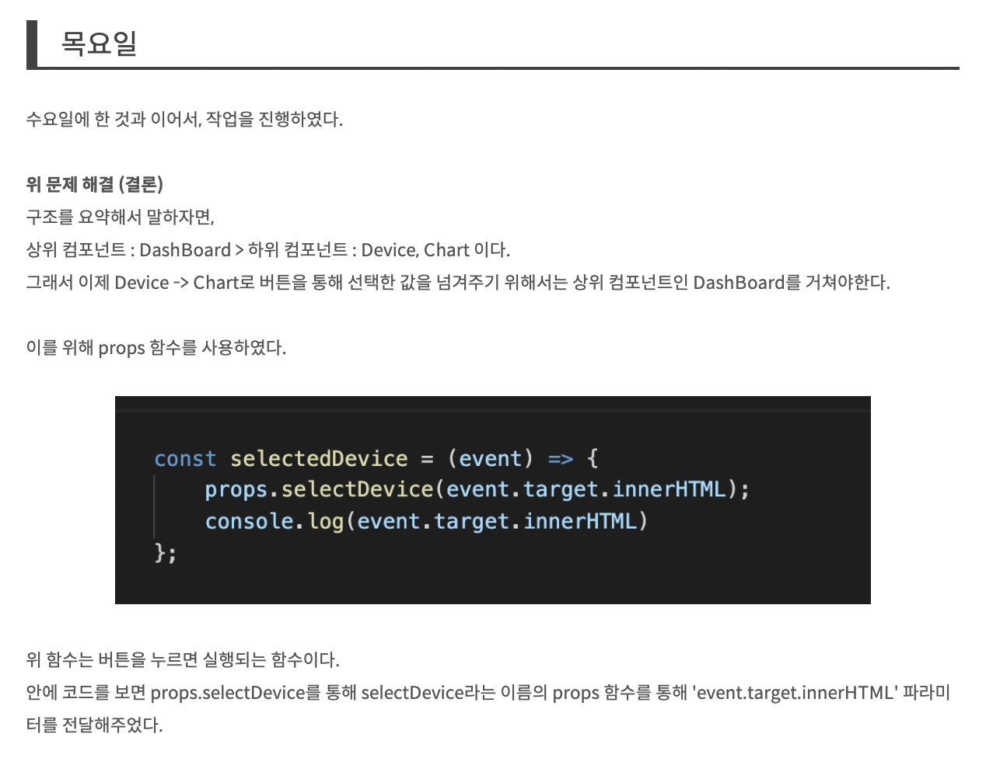 목요일
수요일에 한 것과 이어서, 작업을 진행하였다.
위 문제 해결 (결론)
구조를 요약해서 말하자면,
상위 컴포넌트 : DashBoard > 하위 컴포넌트 : Device, Chart 이다.
그래서 이제 Device -> Chart로 버튼을 통해 선택한 값을 넘겨주기 위해서는 상위 컴포넌트인 DashBoard를 거쳐야한다.
이를 위해 props 함수를 사용하였다.
const selectedDevice = (event) => {
    props.selectDevice(event.target.innerHTML);
    console.log(event.target.innerHTML)
};
위 함수는 버튼을 누르면 실행되는 함수이다.
안에 코드를 보면 props.selectDevice를 통해 selectDevice라는 이름의 props 함수를 통해 'event.target.innerHTML' 파라미
터를 전달해주었다.